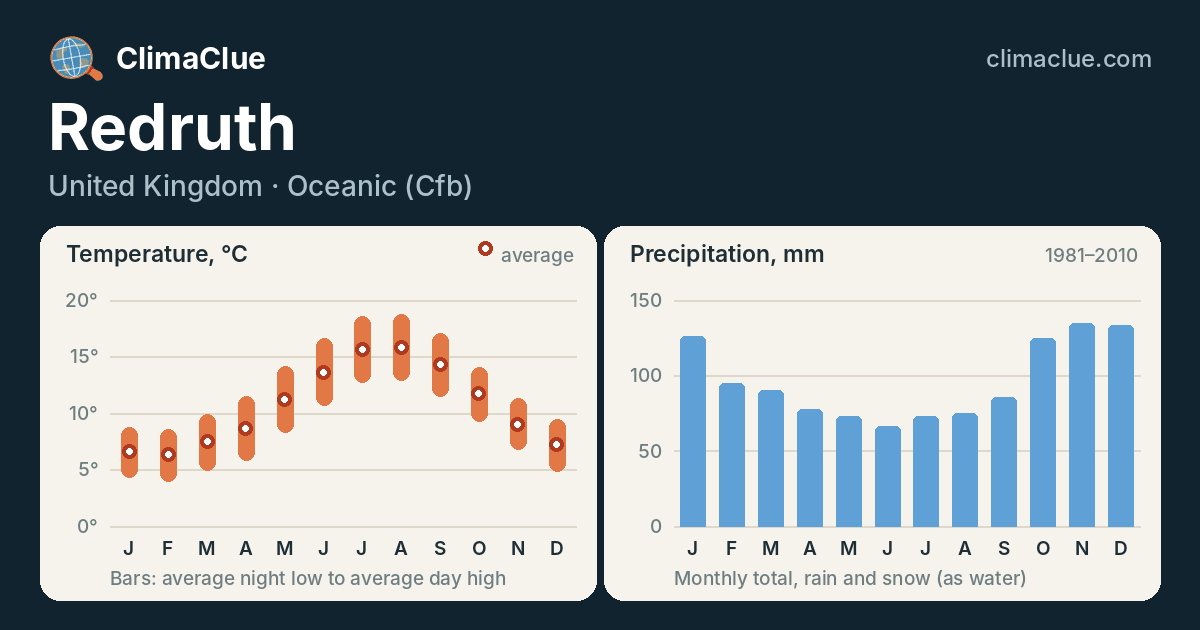 ClimaClue
climaclue.com
Redruth
United Kingdom · Oceanic (Cfb)
Temperature, °C
average
20°
15°
10°
5°
0°
J F M A M J J A S O N D
Bars: average night low to average day high
Precipitation, mm
1981–2010
150
100
50
0
J F M A M J J A S O N D
Monthly total, rain and snow (as water)